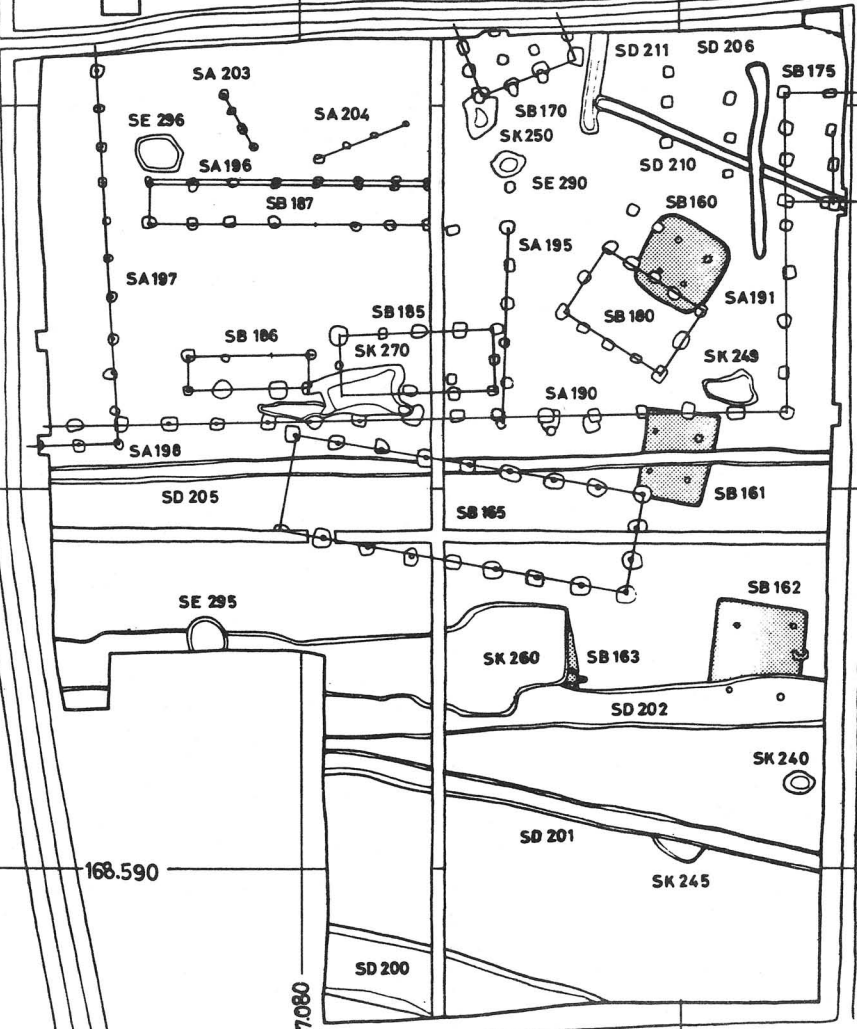 SD 211
SD 206
SA 203
SB 175
SA 204
SB 170
SE 296
SK 250
SA 196
SD 210
SE 290
SB 187
SB 160
SA 195
SA 197
SA 191
SB 185
SB 180
SB 186
SK 270
SK 249
SA 190
SA 198
SD 205
SB 161
SB 165
SB 162
SE 295
SK 260
SB 163
SD 202
SK 240
SD 201
168.590
SK 245
SD 200
7.080